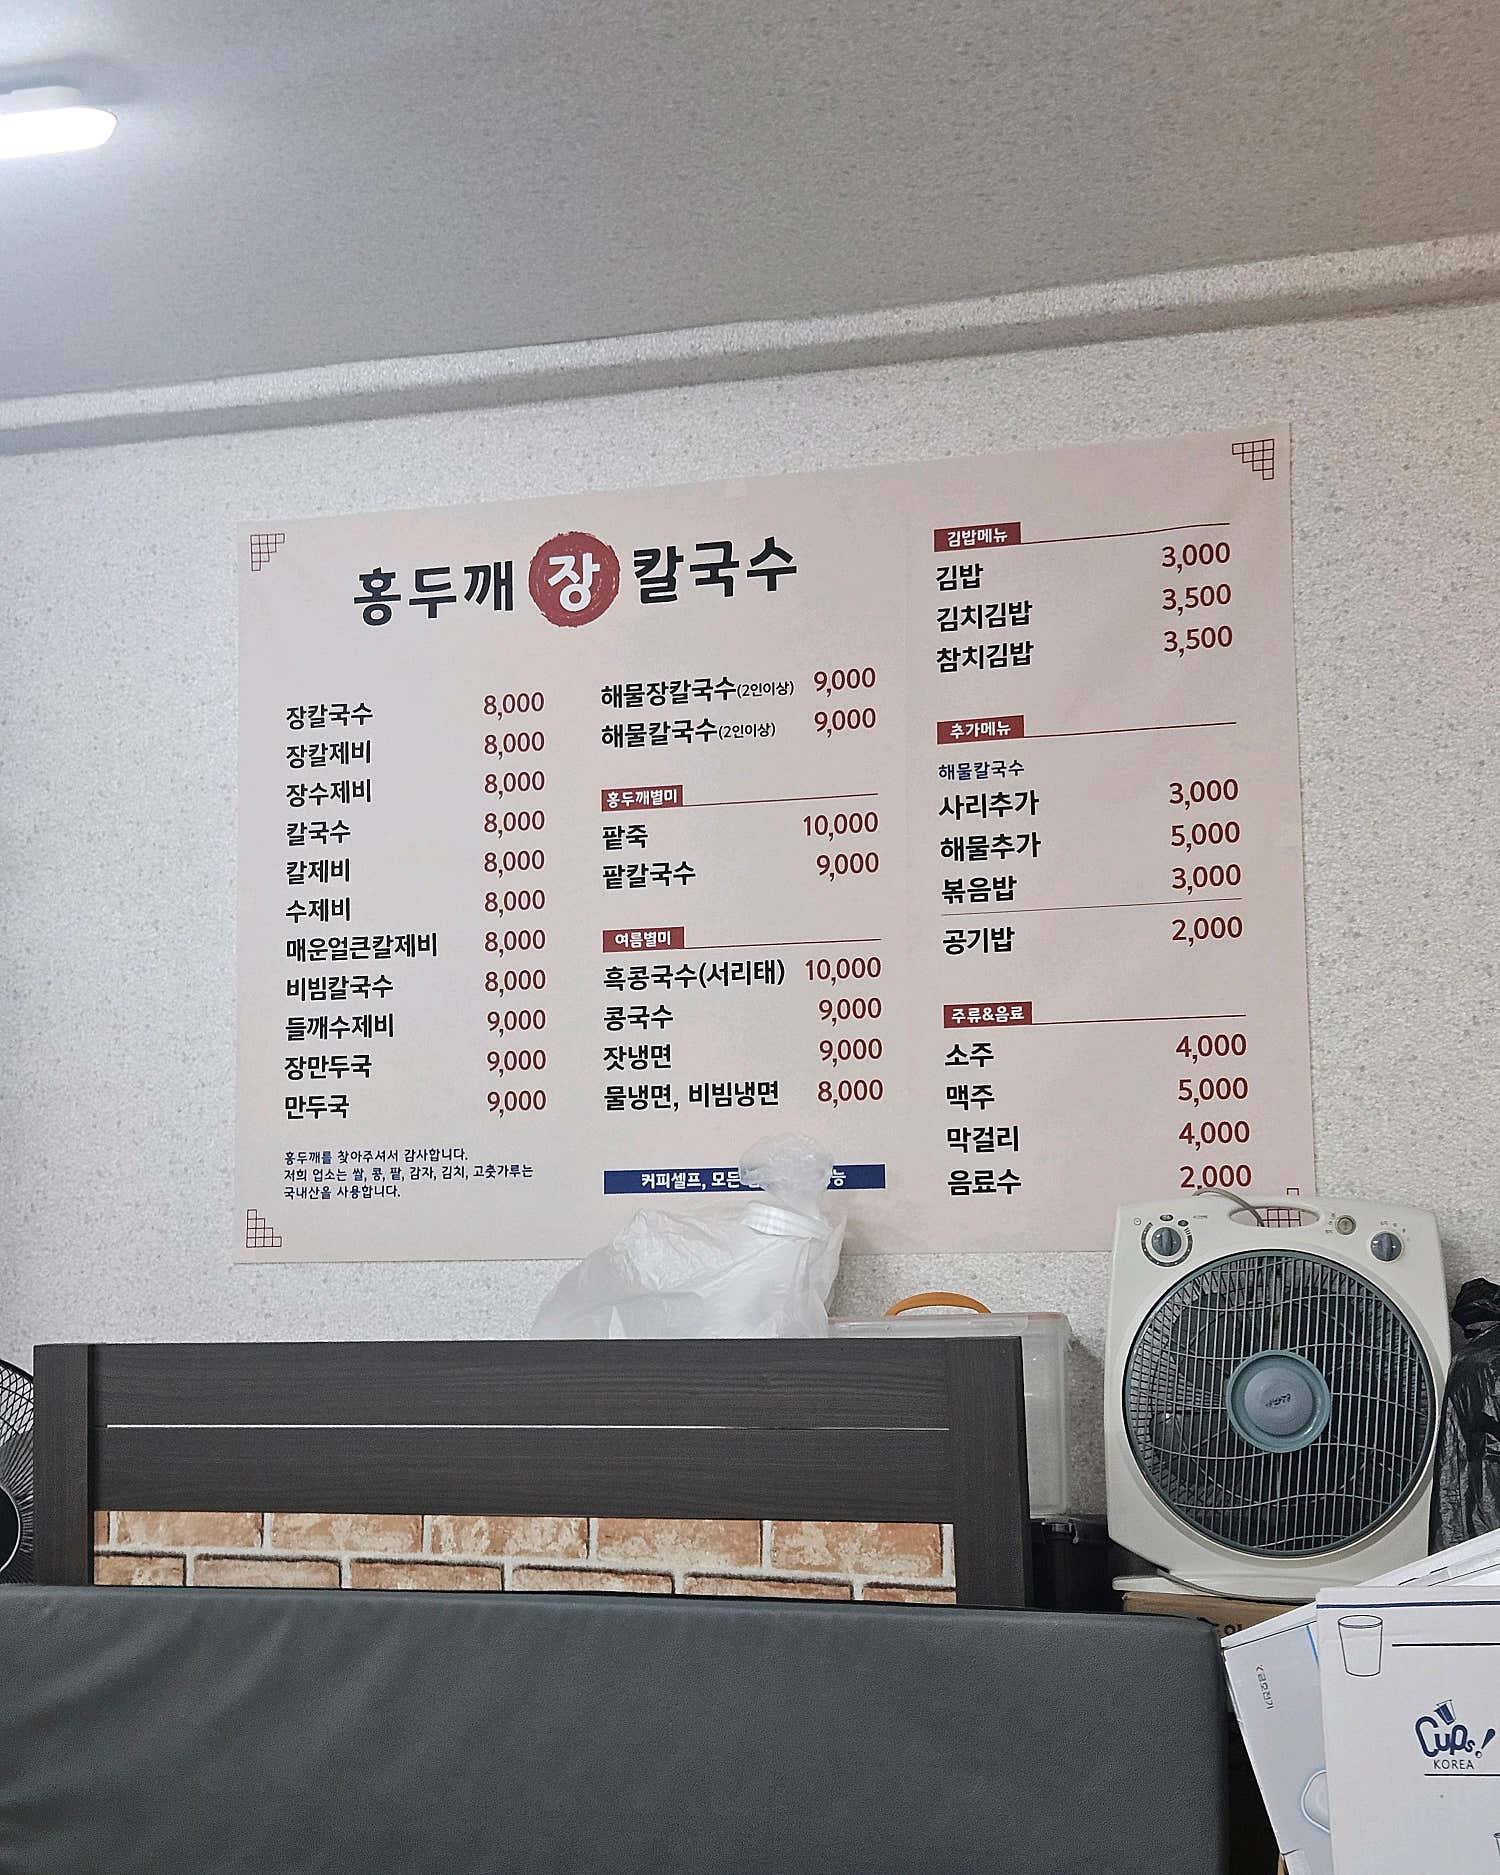 홍두깨 장 칼국수
장칼국수 8,000
장칼제비 8,000
장수제비 8,000
칼국수 8,000
칼제비 8,000
수제비 8,000
매운얼큰칼제비 8,000
비빔칼국수 8,000
들깨수제비 9,000
장만두국 9,000
만두국 9,000
홍두깨를 찾아주셔서 감사합니다.
저희 업소는 쌀, 콩, 팥, 감자, 김치, 고춧가루는
국내산을 사용합니다.
해물장칼국수(2인이상) 9,000
해물칼국수(2인이상) 9,000
홍두깨별미
팥죽 10,000
팥칼국수 9,000
여름별미
흑콩국수(서리태) 10,000
콩국수 9,000
잣냉면 9,000
물냉면, 비빔냉면 8,000
커피셀프, 모든
김밥메뉴
김밥 3,000
김치김밥 3,500
참치김밥 3,500
추가메뉴
해물칼국수
사리추가 3,000
해물추가 5,000
볶음밥 3,000
공기밥 2,000
주류&음료
소주 4,000
맥주 5,000
막걸리 4,000
음료수 2,000
금오전기
Cups!
KOREA